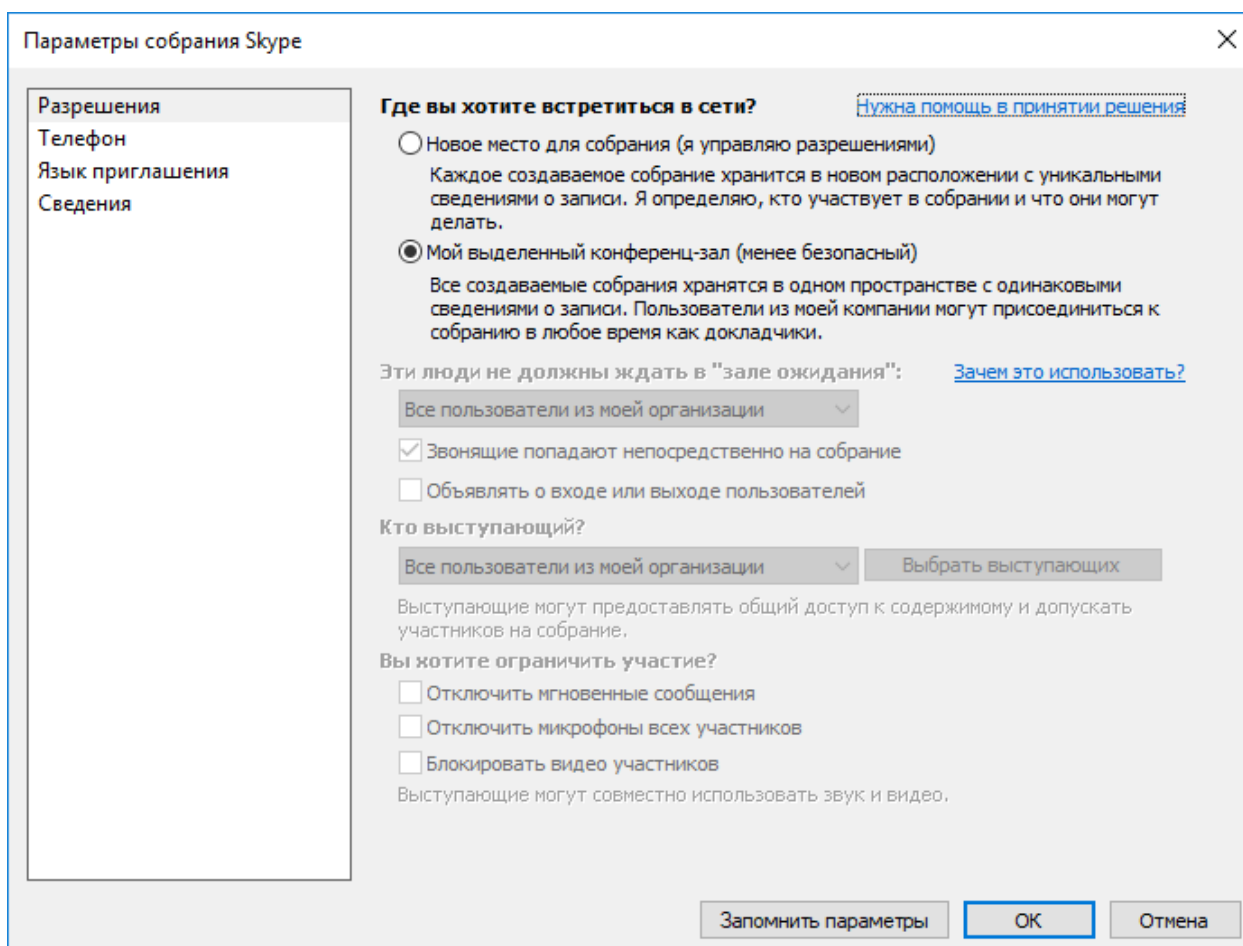 Параметры собрания Skype
Разрешения
Телефон
Язык приглашения
Сведения
Где вы хотите встретиться в сети? Нужна помощь в принятии решения
Новое место для собрания (я управляю разрешениями)
Каждое создаваемое собрание хранится в новом расположении с уникальными
сведениями о записи. Я определяю, кто участвует в собрании и что они могут
делать.
Мой выделенный конференц-зал (менее безопасный)
Все создаваемые собрания хранятся в одном пространстве с одинаковыми
сведениями о записи. Пользователи из моей компании могут присоединиться к
собранию в любое время как докладчики.
Эти люди не должны ждать в "зале ожидания": Зачем это использовать?
Все пользователи из моей организации
Звонящие попадают непосредственно на собрание
Объявлять о входе или выходе пользователей
Кто выступающий?
Все пользователи из моей организации Выбрать выступающих
Выступающие могут предоставлять общий доступ к содержимому и допускать
участников на собрание.
Вы хотите ограничить участие?
Отключить мгновенные сообщения
Отключить микрофоны всех участников
Блокировать видео участников
Выступающие могут совместно использовать звук и видео.
Запомнить параметры ОК Отмена